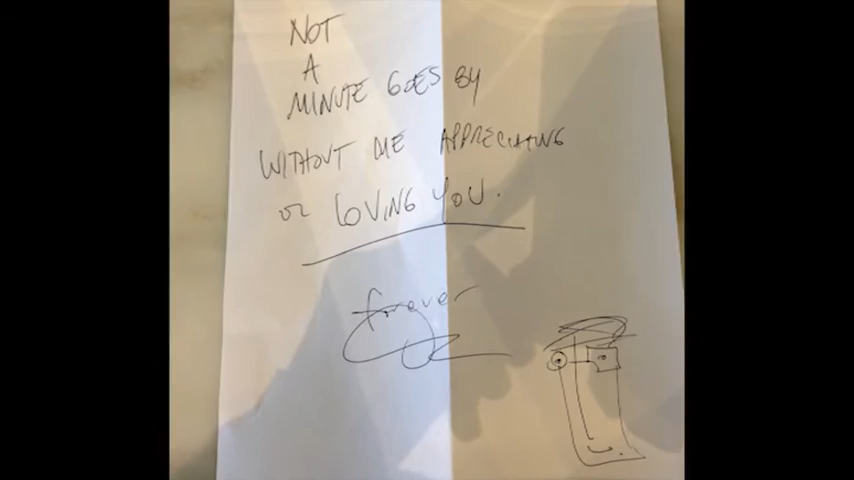 NOT
A
MINUTE GOES BY
WITHOUT ME APPRECIATING
OR LOVING YOU.
forever